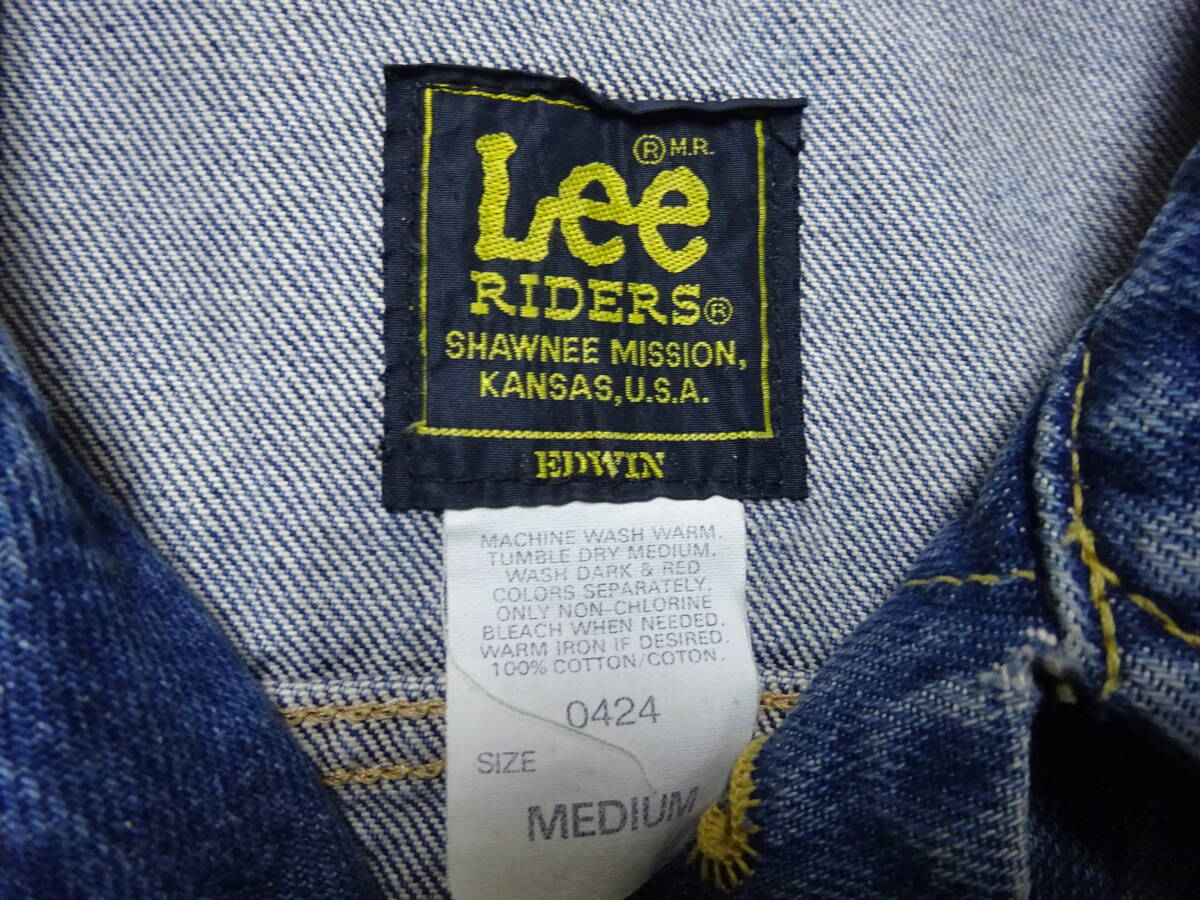 ® M.R.
Lee
RIDERS®
SHAWNEE MISSION,
KANSAS, U.S.A.
EDWIN
MACHINE WASH WARM.
TUMBLE DRY MEDIUM.
WASH DARK & RED
COLORS SEPARATELY.
ONLY NON-CHLORINE
BLEACH WHEN NEEDED.
WARM IRON IF DESIRED.
100% COTTON/COTON.
0424
SIZE
MEDIUM